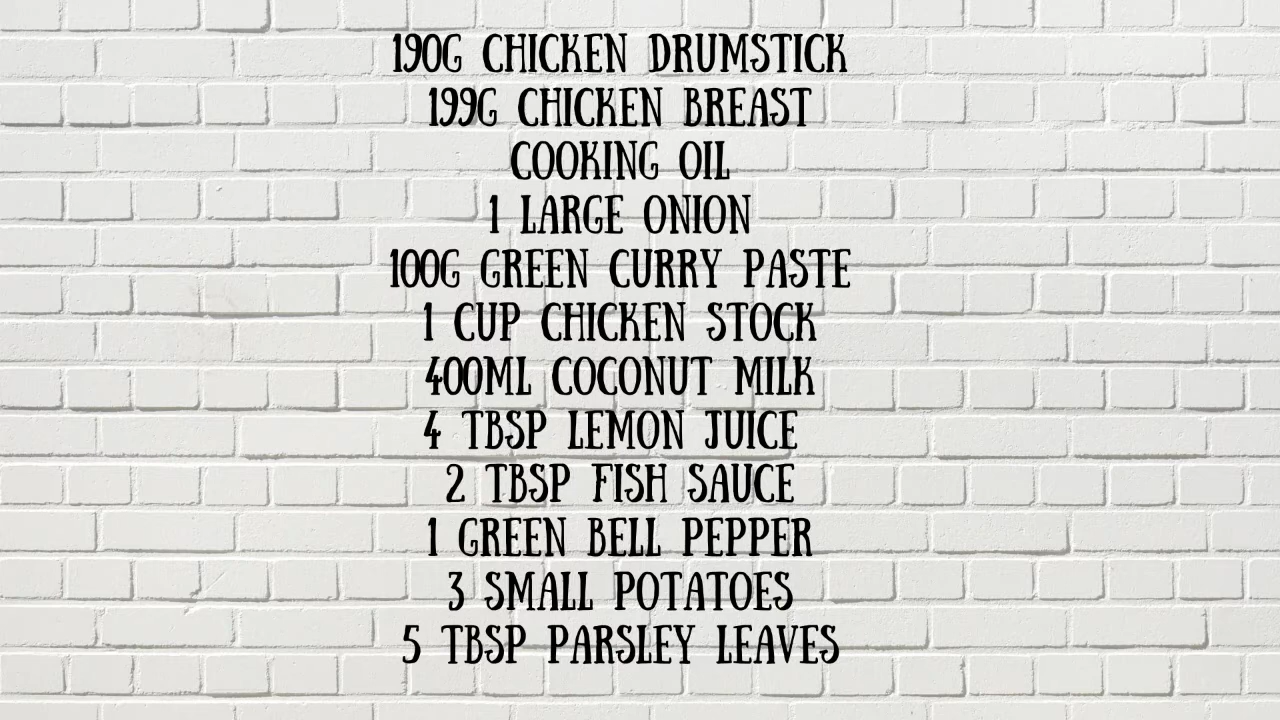 190G CHICKEN DRUMSTICK
199G CHICKEN BREAST
COOKING OIL
1 LARGE ONION
100G GREEN CURRY PASTE
1 CUP CHICKEN STOCK
400ML COCONUT MILK
4 TBSP LEMON JUICE
2 TBSP FISH SAUCE
1 GREEN BELL PEPPER
3 SMALL POTATOES
5 TBSP PARSLEY LEAVES